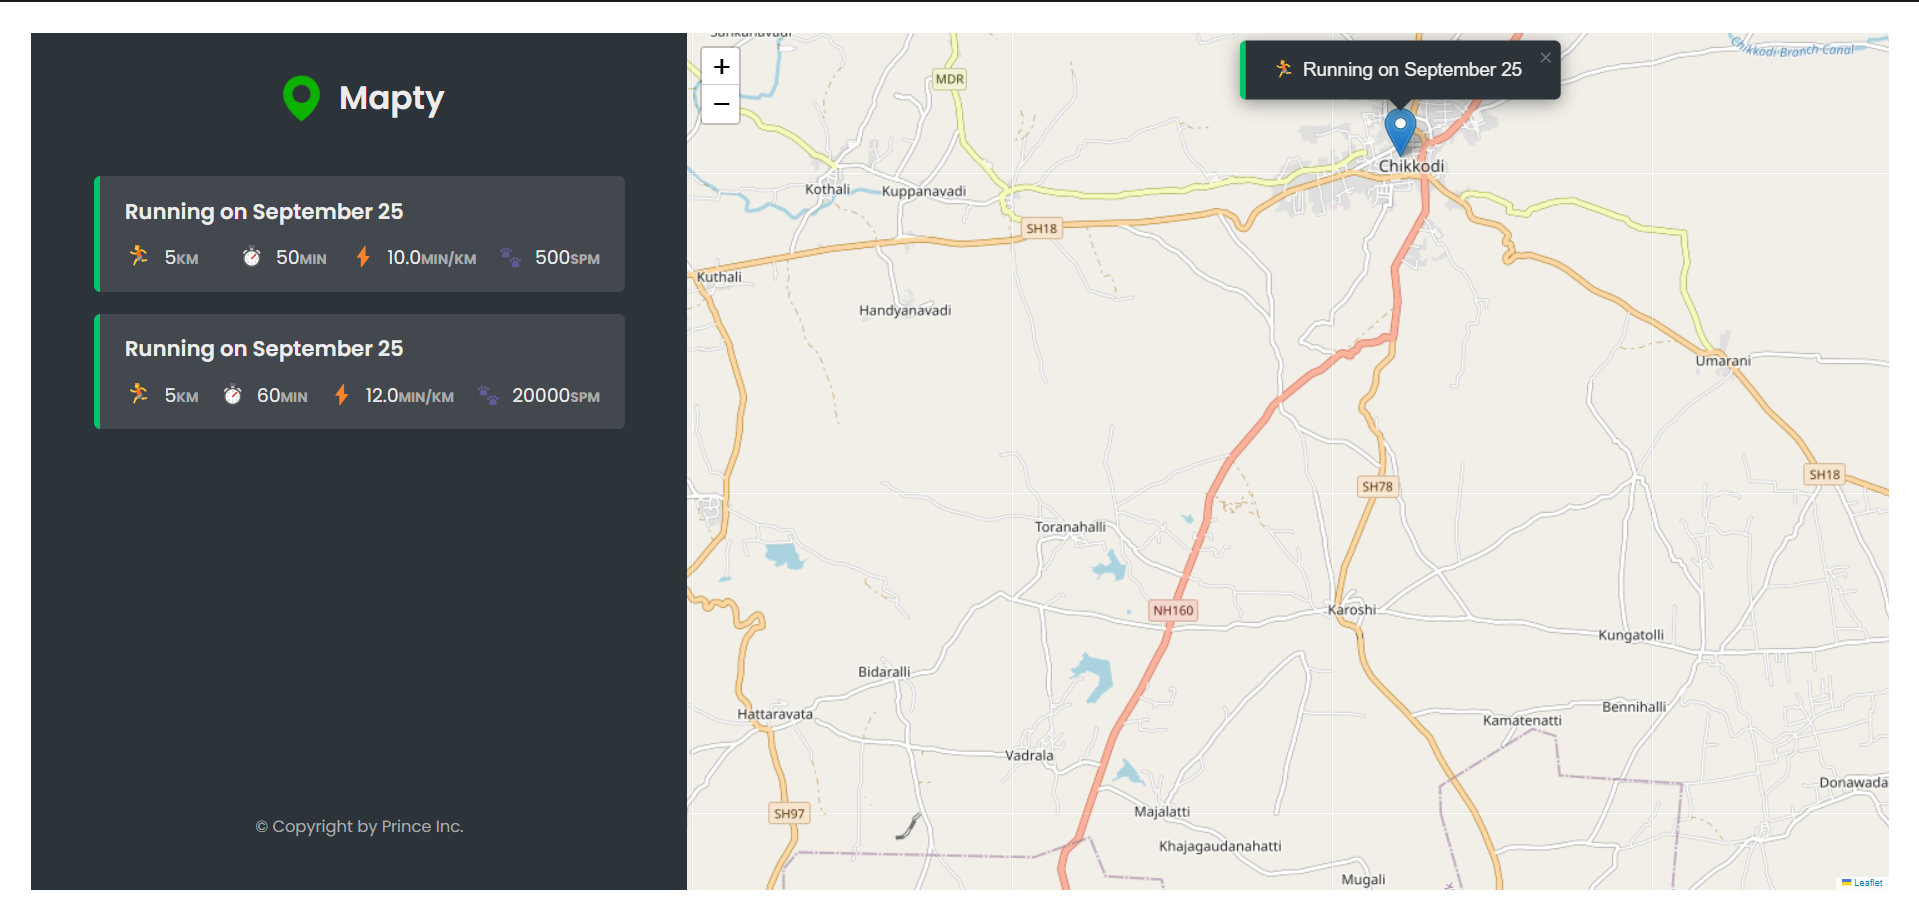 Mapty
Running on September 25
5KM 50MIN 10.0MIN/KM 500SPM
Running on September 25
5KM 60MIN 12.0MIN/KM 20000SPM
© Copyright by Prince Inc.
+
−
Running on September 25 ×
Chikkodi Branch Canal
MDR
Chikkodi
Kothali
Kuppanavadi
SH18
Kuthali
Handyanavadi
Umarani
SH18
SH78
Toranahalli
NH160
Karoshi
Kungatolli
Bidaralli
Hattaravata
Bennihalli
Kamatenatti
Vadrala
Donawada
SH97
Majalatti
Khajagaudanahatti
Mugali
Leaflet